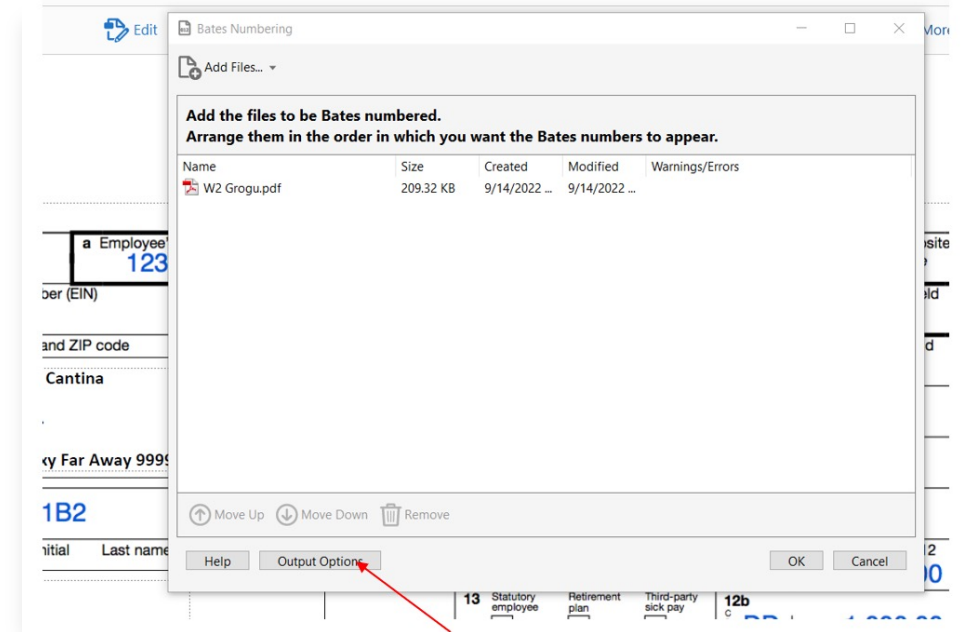 Edit
Bates Numbering
More
Add Files...
Add the files to be Bates numbered.
Arrange them in the order in which you want the Bates numbers to appear.
Name Size Created Modified Warnings/Errors
W2 Grogu.pdf 209.32 KB 9/14/2022 ... 9/14/2022 ...
a Employee'
123
ber (EIN)
and ZIP code
Cantina
xy Far Away 9999
1B2
Move Up Move Down Remove
nitial Last name
Help Output Options OK Cancel
13 Statutory employee Retirement plan Third-party sick pay 12b